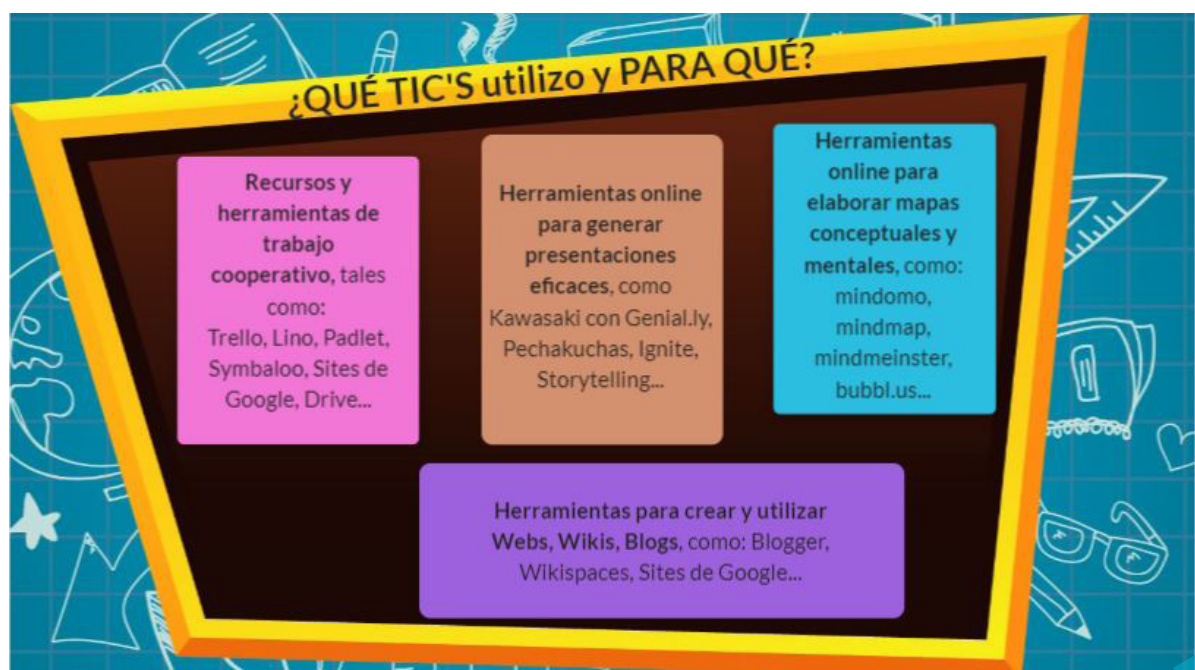 ¿QUÉ TIC'S utilizo y PARA QUÉ?
Recursos y
herramientas de
trabajo
cooperativo, tales
como:
Trello, Lino, Padlet,
Symbaloo, Sites de
Google, Drive...
Herramientas online
para generar
presentaciones
eficaces, como
Kawasaki con Genial.ly,
Pechakuchas, Ignite,
Storytelling...
Herramientas
online para
elaborar mapas
conceptuales y
mentales, como:
mindomo,
mindmap,
mindmeinster,
bubbl.us...
Herramientas para crear y utilizar
Webs, Wikis, Blogs, como: Blogger,
Wikispaces, Sites de Google...